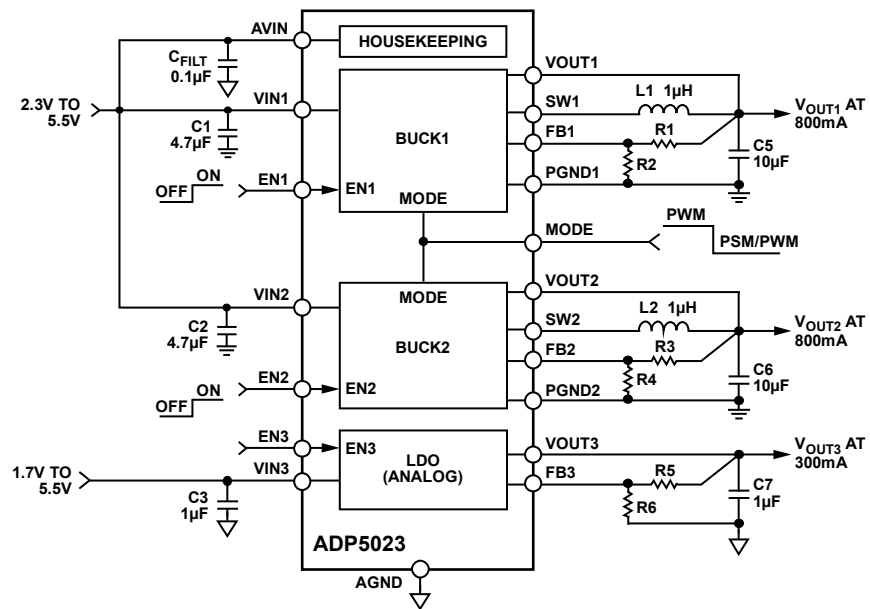 AVIN
HOUSEKEEPING
CFILT
0.1µF
VOUT1
2.3V TO
5.5V
VIN1
C1
4.7µF
BUCK1
SW1
L1 1µH
VOUT1 AT
800mA
FB1
R1
R2
C5
10µF
OFF
ON
EN1
EN1
PGND1
MODE
MODE
PWM
PSM/PWM
VIN2
MODE
VOUT2
C2
4.7µF
BUCK2
SW2
L2 1µH
VOUT2 AT
800mA
FB2
R3
R4
C6
10µF
OFF
ON
EN2
EN2
PGND2
EN3
EN3
LDO
(ANALOG)
VOUT3
VOUT3 AT
300mA
1.7V TO
5.5V
VIN3
C3
1µF
FB3
R5
R6
C7
1µF
ADP5023
AGND